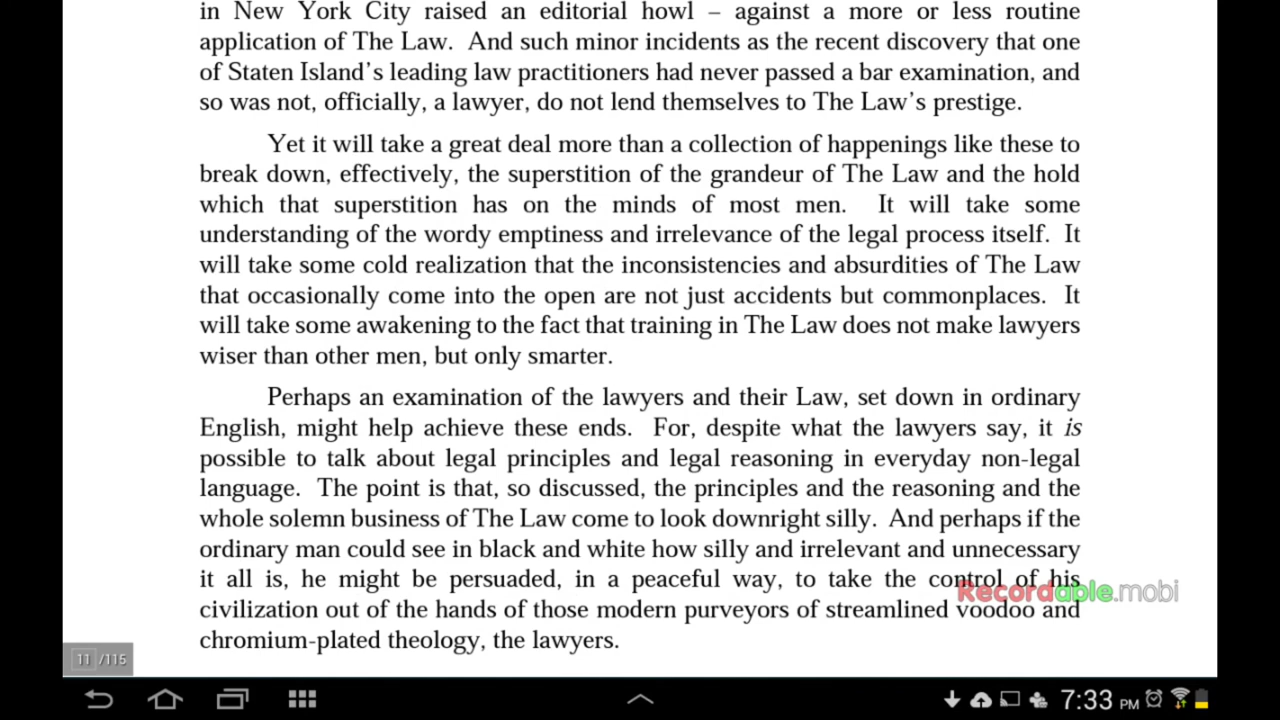 in New York City raised an editorial howl – against a more or less routine
application of The Law. And such minor incidents as the recent discovery that one
of Staten Island's leading law practitioners had never passed a bar examination, and
so was not, officially, a lawyer, do not lend themselves to The Law's prestige.
Yet it will take a great deal more than a collection of happenings like these to
break down, effectively, the superstition of the grandeur of The Law and the hold
which that superstition has on the minds of most men. It will take some
understanding of the wordy emptiness and irrelevance of the legal process itself. It
will take some cold realization that the inconsistencies and absurdities of The Law
that occasionally come into the open are not just accidents but commonplaces. It
will take some awakening to the fact that training in The Law does not make lawyers
wiser than other men, but only smarter.
Perhaps an examination of the lawyers and their Law, set down in ordinary
English, might help achieve these ends. For, despite what the lawyers say, it is
possible to talk about legal principles and legal reasoning in everyday non-legal
language. The point is that, so discussed, the principles and the reasoning and the
whole solemn business of The Law come to look downright silly. And perhaps if the
ordinary man could see in black and white how silly and irrelevant and unnecessary
it all is, he might be persuaded, in a peaceful way, to take the control of his
Recordable.mobi
civilization out of the hands of those modern purveyors of streamlined voodoo and
chromium-plated theology, the lawyers.
11 /115
7:33 PM